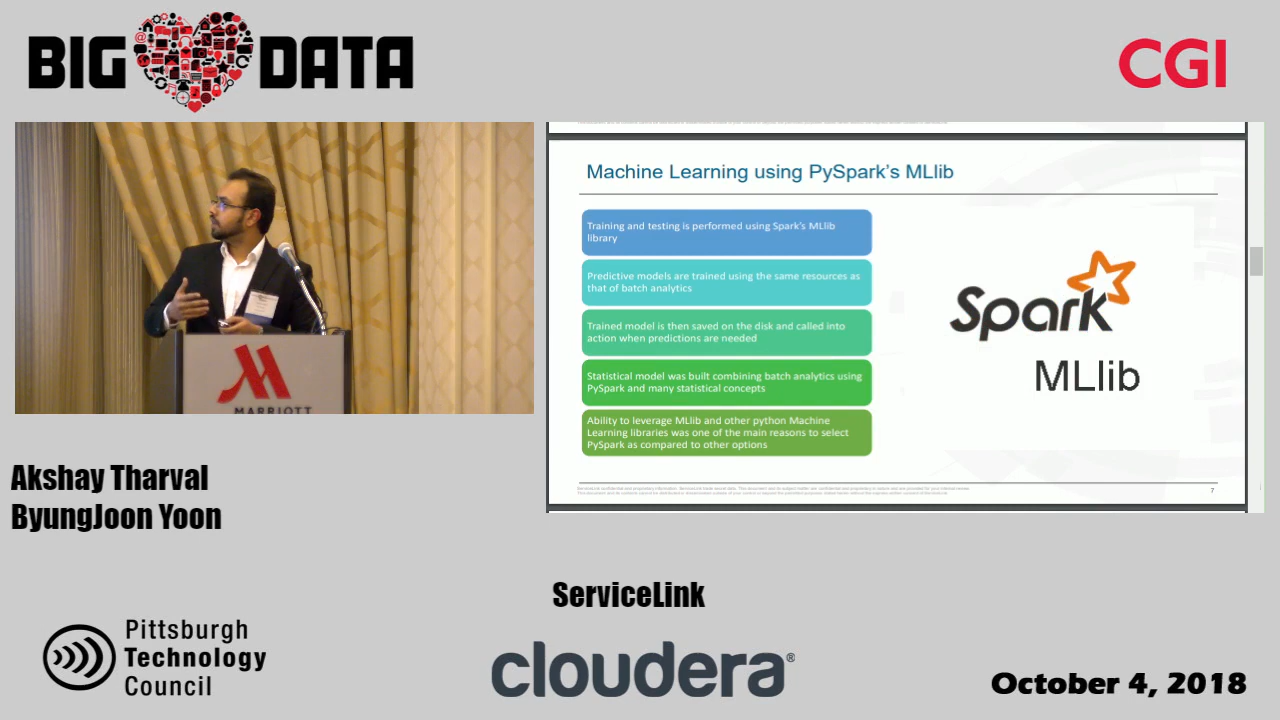 BIG DATA
CGI
Machine Learning using PySpark's MLlib
Training and testing is performed using Spark's MLlib
library
Predictive models are trained using the same resources as
that of batch analytics
Trained model is then saved on the disk and called into
action when predictions are needed
Statistical model was built combining batch analytics using
PySpark and many statistical concepts
Ability to leverage MLlib and other python Machine
Learning libraries was one of the main reasons to select
PySpark as compared to other options
Spark
MLlib
7
MARRIOTT
Akshay Tharval
ByungJoon Yoon
ServiceLink
Pittsburgh
Technology
Council
cloudera®
October 4, 2018